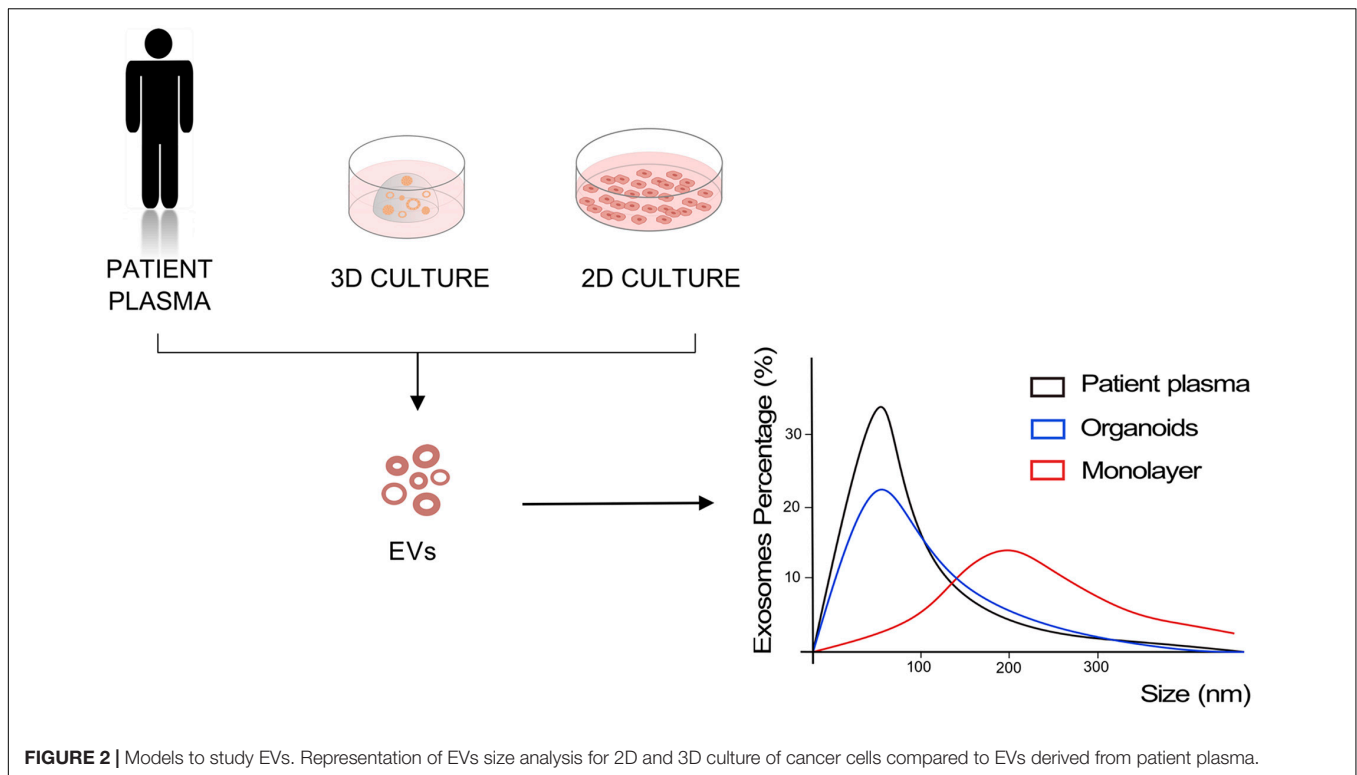 PATIENT
PLASMA
3D CULTURE
2D CULTURE
EVs
Exosomes Percentage (%)
30
20
10
Patient plasma
Organoids
Monolayer
100
200
300
Size (nm)
FIGURE 2 | Models to study EVs. Representation of EVs size analysis for 2D and 3D culture of cancer cells compared to EVs derived from patient plasma.